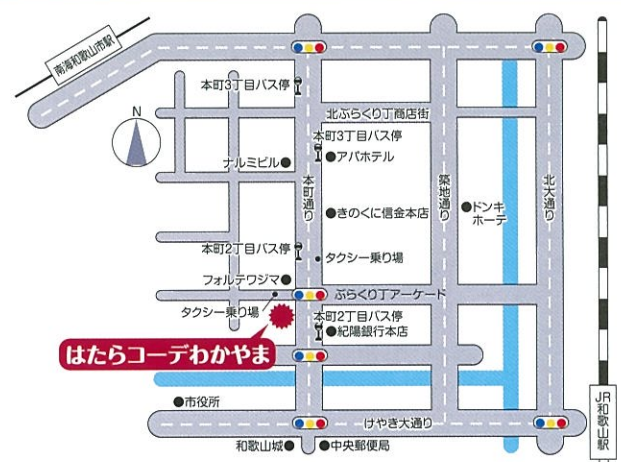 南海和歌山市駅
本町3丁目バス停
N
北ぶらくり丁商店街
本町3丁目バス停
ナルミビル
アパホテル
本町通り
築地通り
北大通り
きのくに信金本店
ドンキ
ホーテ
本町2丁目バス停
タクシー乗り場
フォルテワジマ
ぶらくり丁アーケード
タクシー乗り場
本町2丁目バス停
紀陽銀行本店
はたらコーデわかやま
市役所
けやき大通り
JR和歌山駅
和歌山城
中央郵便局